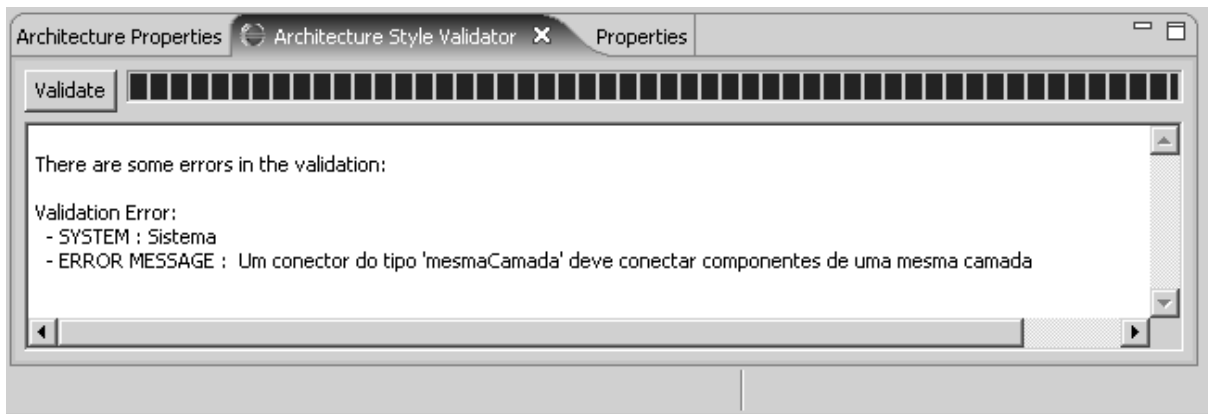 Architecture Properties Architecture Style Validator Properties
Validate
There are some errors in the validation:
Validation Error:
- SYSTEM : Sistema
- ERROR MESSAGE : Um conector do tipo 'mesmaCamada' deve conectar componentes de uma mesma camada